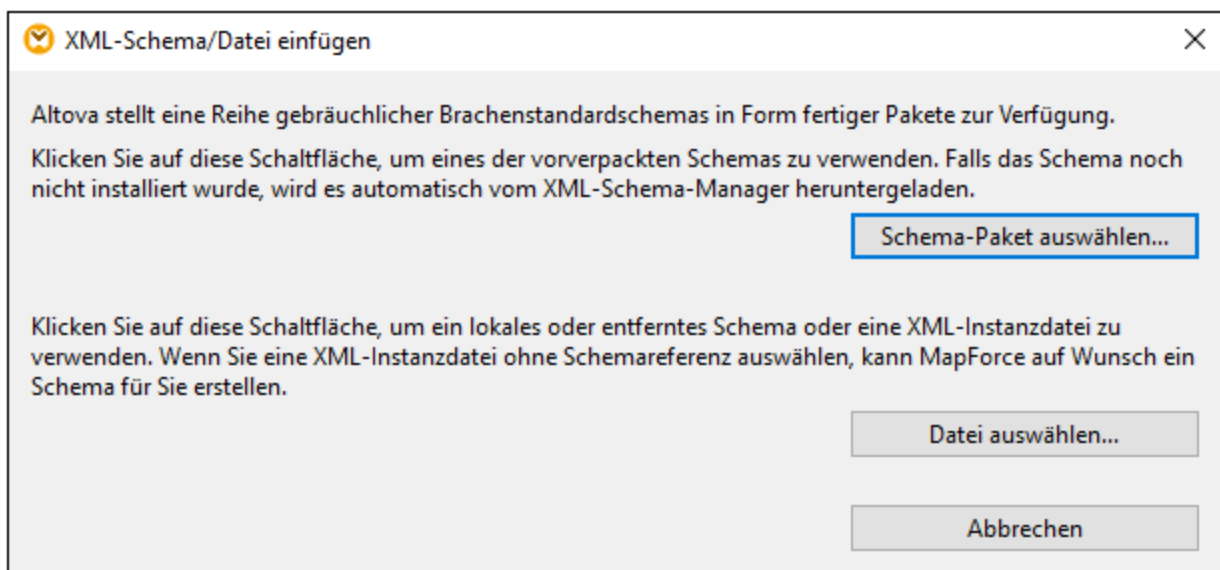 XML-Schema/Datei einfügen
Altova stellt eine Reihe gebräuchlicher Brachenstandardschemas in Form fertiger Pakete zur Verfügung.
Klicken Sie auf diese Schaltfläche, um eines der vorverpackten Schemas zu verwenden. Falls das Schema noch
nicht installiert wurde, wird es automatisch vom XML-Schema-Manager heruntergeladen.
Schema-Paket auswählen...
Klicken Sie auf diese Schaltfläche, um ein lokales oder entferntes Schema oder eine XML-Instanzdatei zu
verwenden. Wenn Sie eine XML-Instanzdatei ohne Schemareferenz auswählen, kann MapForce auf Wunsch ein
Schema für Sie erstellen.
Datei auswählen...
Abbrechen